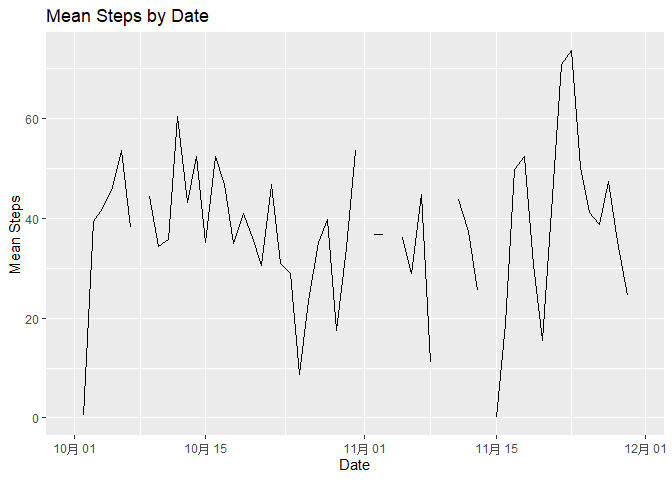 Mean Steps by Date
Mean Steps
60
40
20
0
10月 01
10月 15
11月 01
11月 15
12月 01
Date